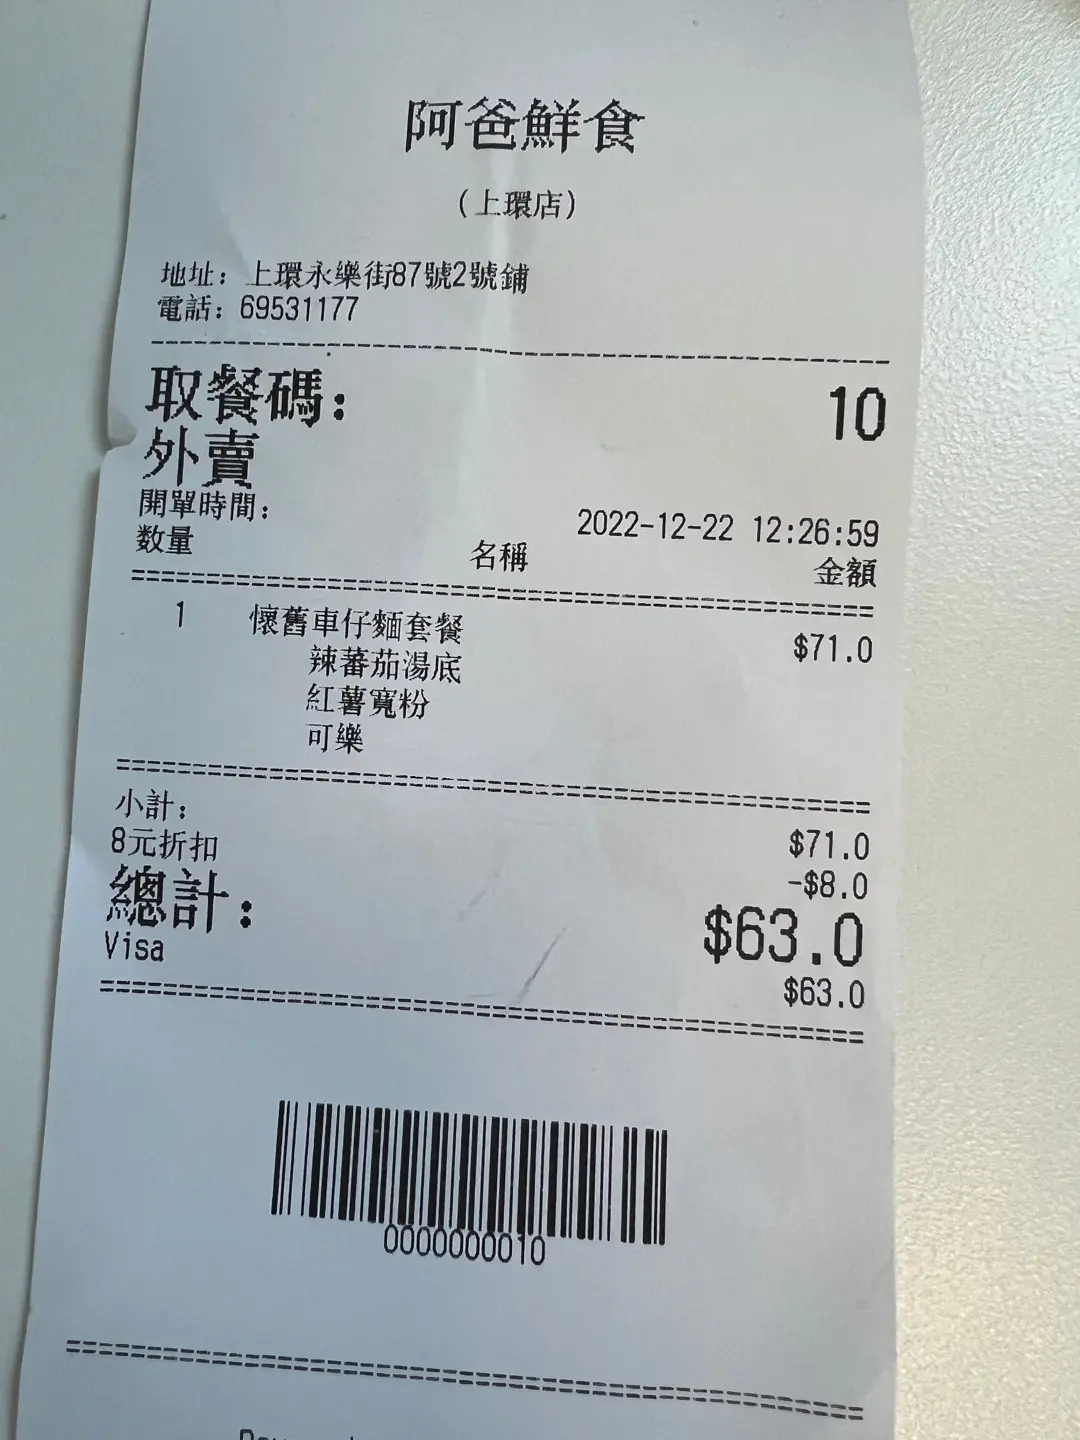 阿爸鮮食
(上環店)
地址：上環永樂街87號2號鋪
電話：69531177
取餐碼： 10
外賣
開單時間： 2022-12-22 12:26:59
数量 名稱 金額
1 懷舊車仔麵套餐 $71.0
辣蕃茄湯底
紅薯寬粉
可樂
小計： $71.0
8元折扣 -$8.0
總計： $63.0
Visa $63.0
0000000010